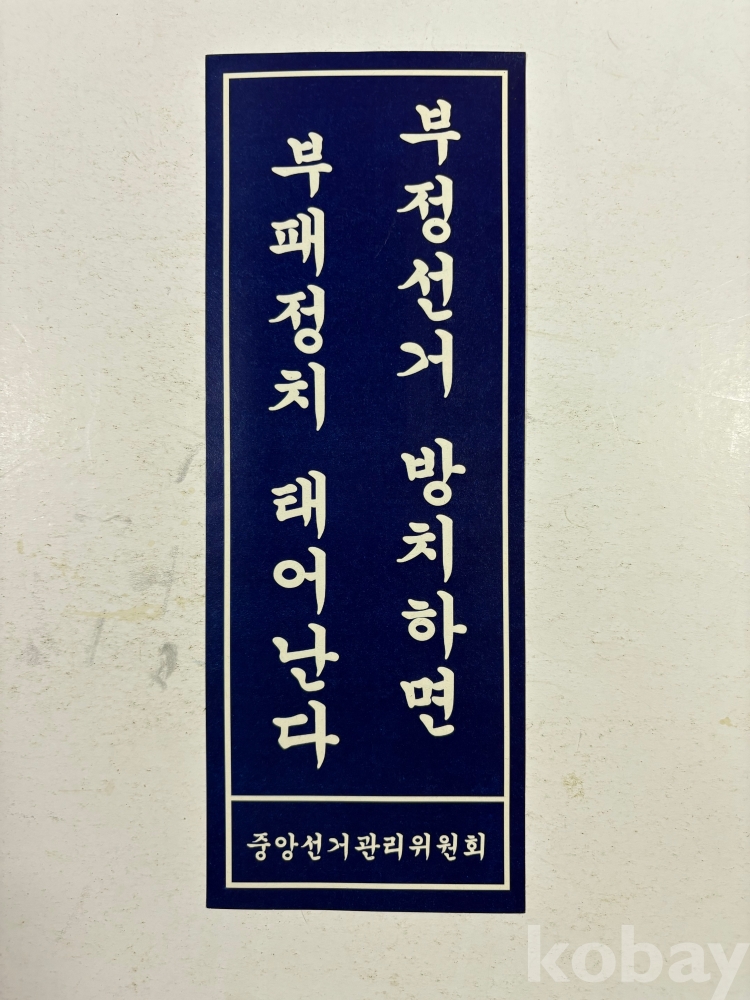 부정선거 방치하면
부패정치 태어난다
중앙선거관리위원회
kobay